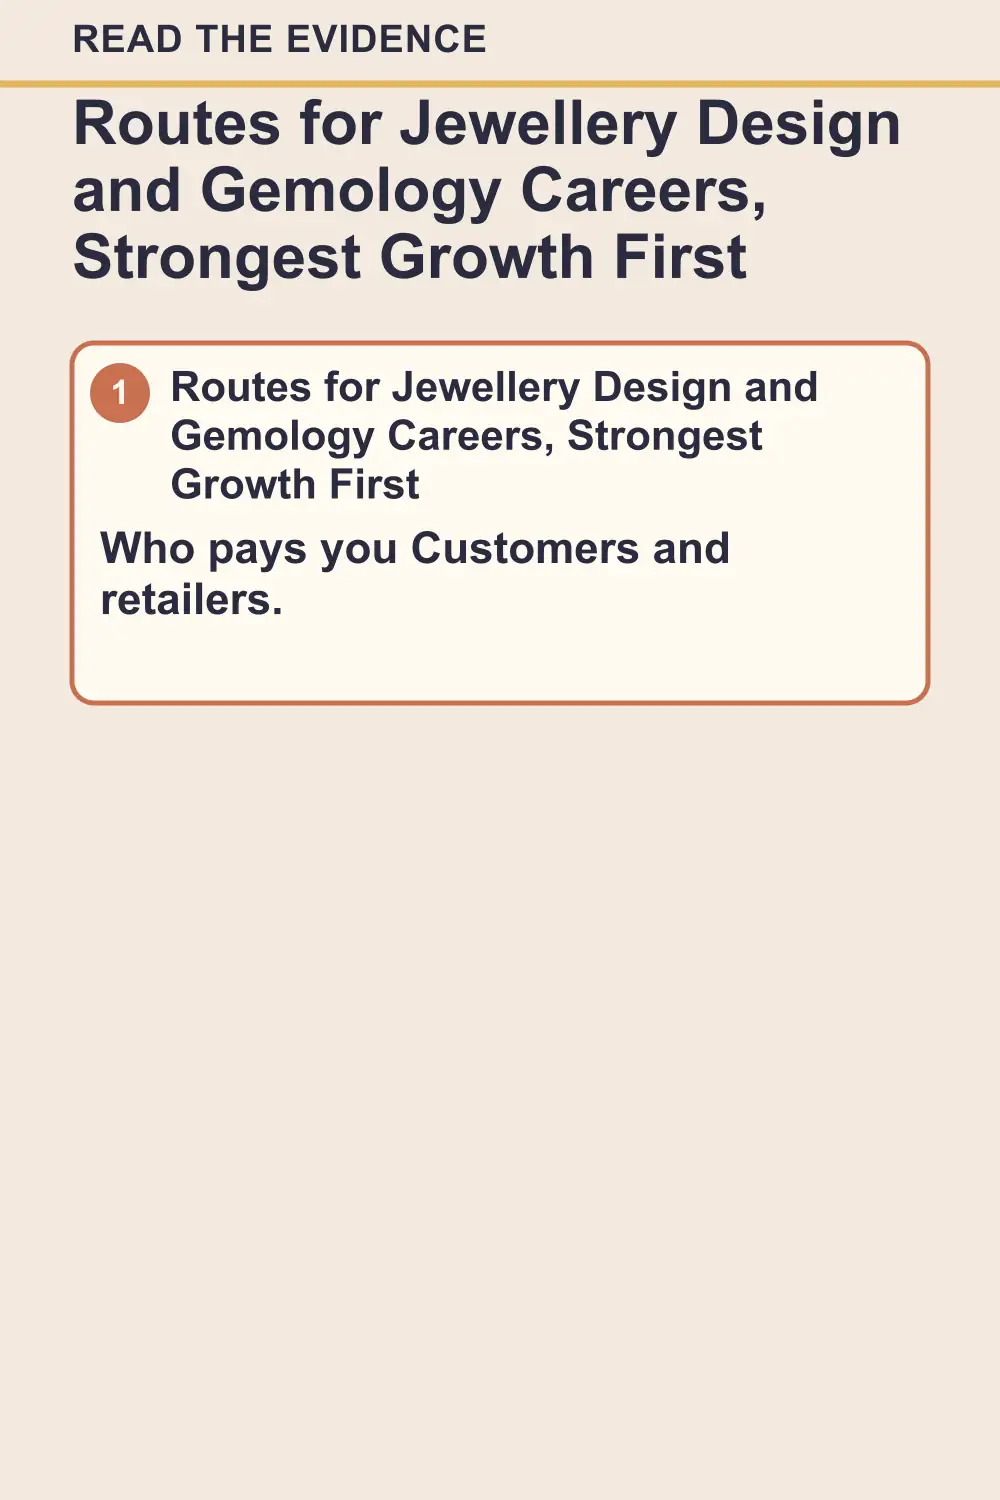 READ THE EVIDENCE
Routes for Jewellery Design
and Gemology Careers,
Strongest Growth First
1
Routes for Jewellery Design and
Gemology Careers, Strongest
Growth First
Who pays you Customers and
retailers.